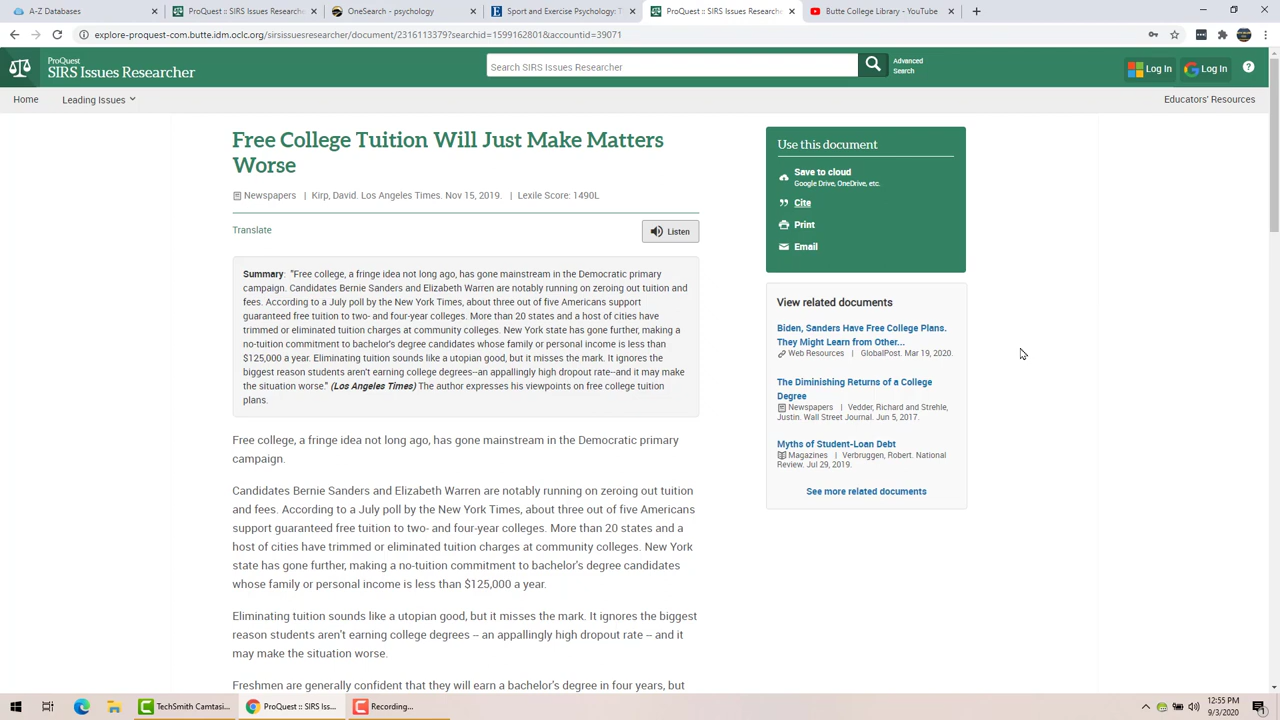 A-Z Databases
ProQuest :: SIRS Issues Researche
OneSearch - psychology
Sport and Exercise Psychology: T
ProQuest :: SIRS Issues Researche
Butte College Library - YouTube
explore-proquest-com.butte.idm.oclc.org/sirsissuesresearcher/document/2316113379?searchid=1599162801&accountid=39071
ProQuest
SIRS Issues Researcher
Search SIRS Issues Researcher
Advanced
Search
Log In
Log In
Home
Leading Issues
Educators' Resources
Free College Tuition Will Just Make Matters
Worse
Newspapers | Kirp, David. Los Angeles Times. Nov 15, 2019. | Lexile Score: 1490L
Translate
Listen
Summary: "Free college, a fringe idea not long ago, has gone mainstream in the Democratic primary
campaign. Candidates Bernie Sanders and Elizabeth Warren are notably running on zeroing out tuition and
fees. According to a July poll by the New York Times, about three out of five Americans support
guaranteed free tuition to two- and four-year colleges. More than 20 states and a host of cities have
trimmed or eliminated tuition charges at community colleges. New York state has gone further, making a
no-tuition commitment to bachelor's degree candidates whose family or personal income is less than
$125,000 a year. Eliminating tuition sounds like a utopian good, but it misses the mark. It ignores the
biggest reason students aren't earning college degrees--an appallingly high dropout rate--and it may make
the situation worse." (Los Angeles Times) The author expresses his viewpoints on free college tuition
plans.
Free college, a fringe idea not long ago, has gone mainstream in the Democratic primary
campaign.
Candidates Bernie Sanders and Elizabeth Warren are notably running on zeroing out tuition
and fees. According to a July poll by the New York Times, about three out of five Americans
support guaranteed free tuition to two- and four-year colleges. More than 20 states and a
host of cities have trimmed or eliminated tuition charges at community colleges. New York
state has gone further, making a no-tuition commitment to bachelor's degree candidates
whose family or personal income is less than $125,000 a year.
Eliminating tuition sounds like a utopian good, but it misses the mark. It ignores the biggest
reason students aren't earning college degrees -- an appallingly high dropout rate -- and it
may make the situation worse.
Freshmen are generally confident that they will earn a bachelor's degree in four years, but
Use this document
Save to cloud
Google Drive, OneDrive, etc.
Cite
Print
Email
View related documents
Biden, Sanders Have Free College Plans.
They Might Learn from Other...
Web Resources | GlobalPost. Mar 19, 2020.
The Diminishing Returns of a College
Degree
Newspapers | Vedder, Richard and Strehle,
Justin. Wall Street Journal. Jun 5, 2017.
Myths of Student-Loan Debt
Magazines | Verbruggen, Robert. National
Review. Jul 29, 2019.
See more related documents
TechSmith Camtasi...
ProQuest :: SIRS Iss...
Recording...
12:55 PM
9/3/2020